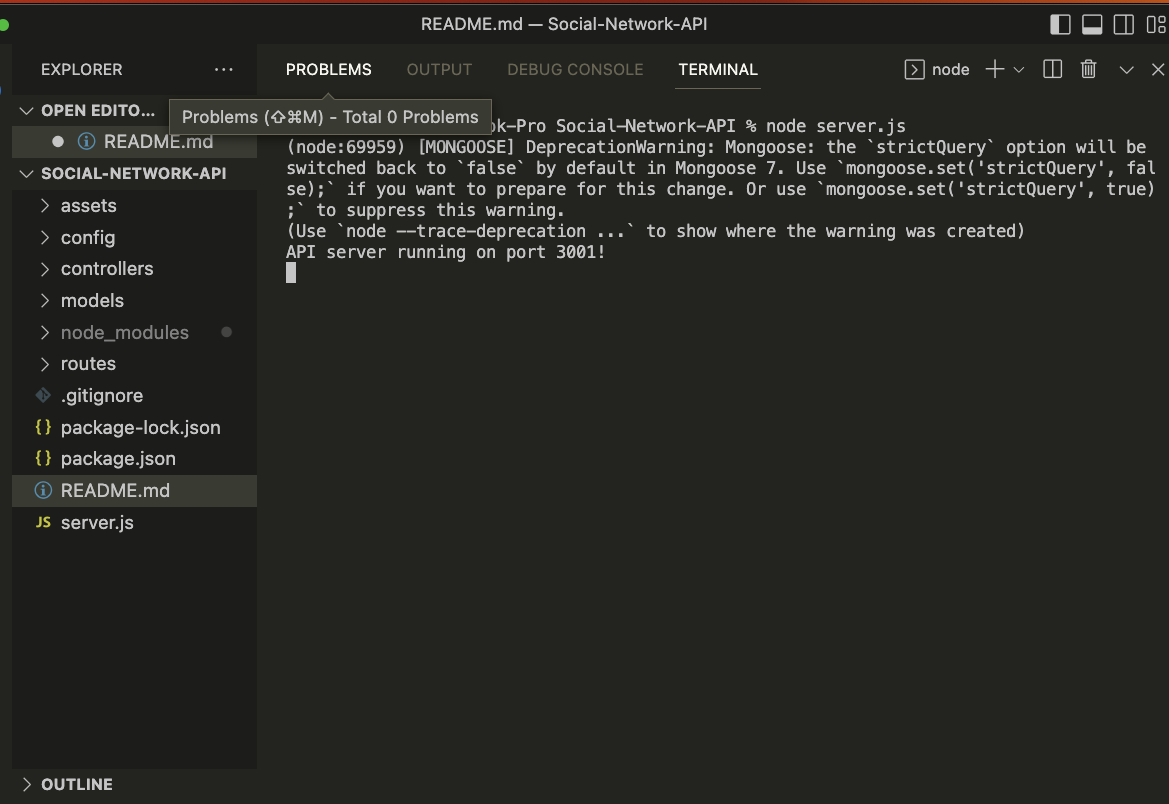 README.md — Social-Network-API
EXPLORER
PROBLEMS OUTPUT DEBUG CONSOLE TERMINAL
node
OPEN EDITO...
README.md
SOCIAL-NETWORK-API
assets
config
controllers
models
node_modules
routes
.gitignore
{} package-lock.json
{} package.json
README.md
JS server.js
OUTLINE
Problems (⇧⌘M) - Total 0 Problems
ok-Pro Social-Network-API % node server.js
(node:69959) [MONGOOSE] DeprecationWarning: Mongoose: the `strictQuery` option will be
switched back to `false` by default in Mongoose 7. Use `mongoose.set('strictQuery', fal
se);` if you want to prepare for this change. Or use `mongoose.set('strictQuery', true)
;` to suppress this warning.
(Use `node --trace-deprecation ...` to show where the warning was created)
API server running on port 3001!